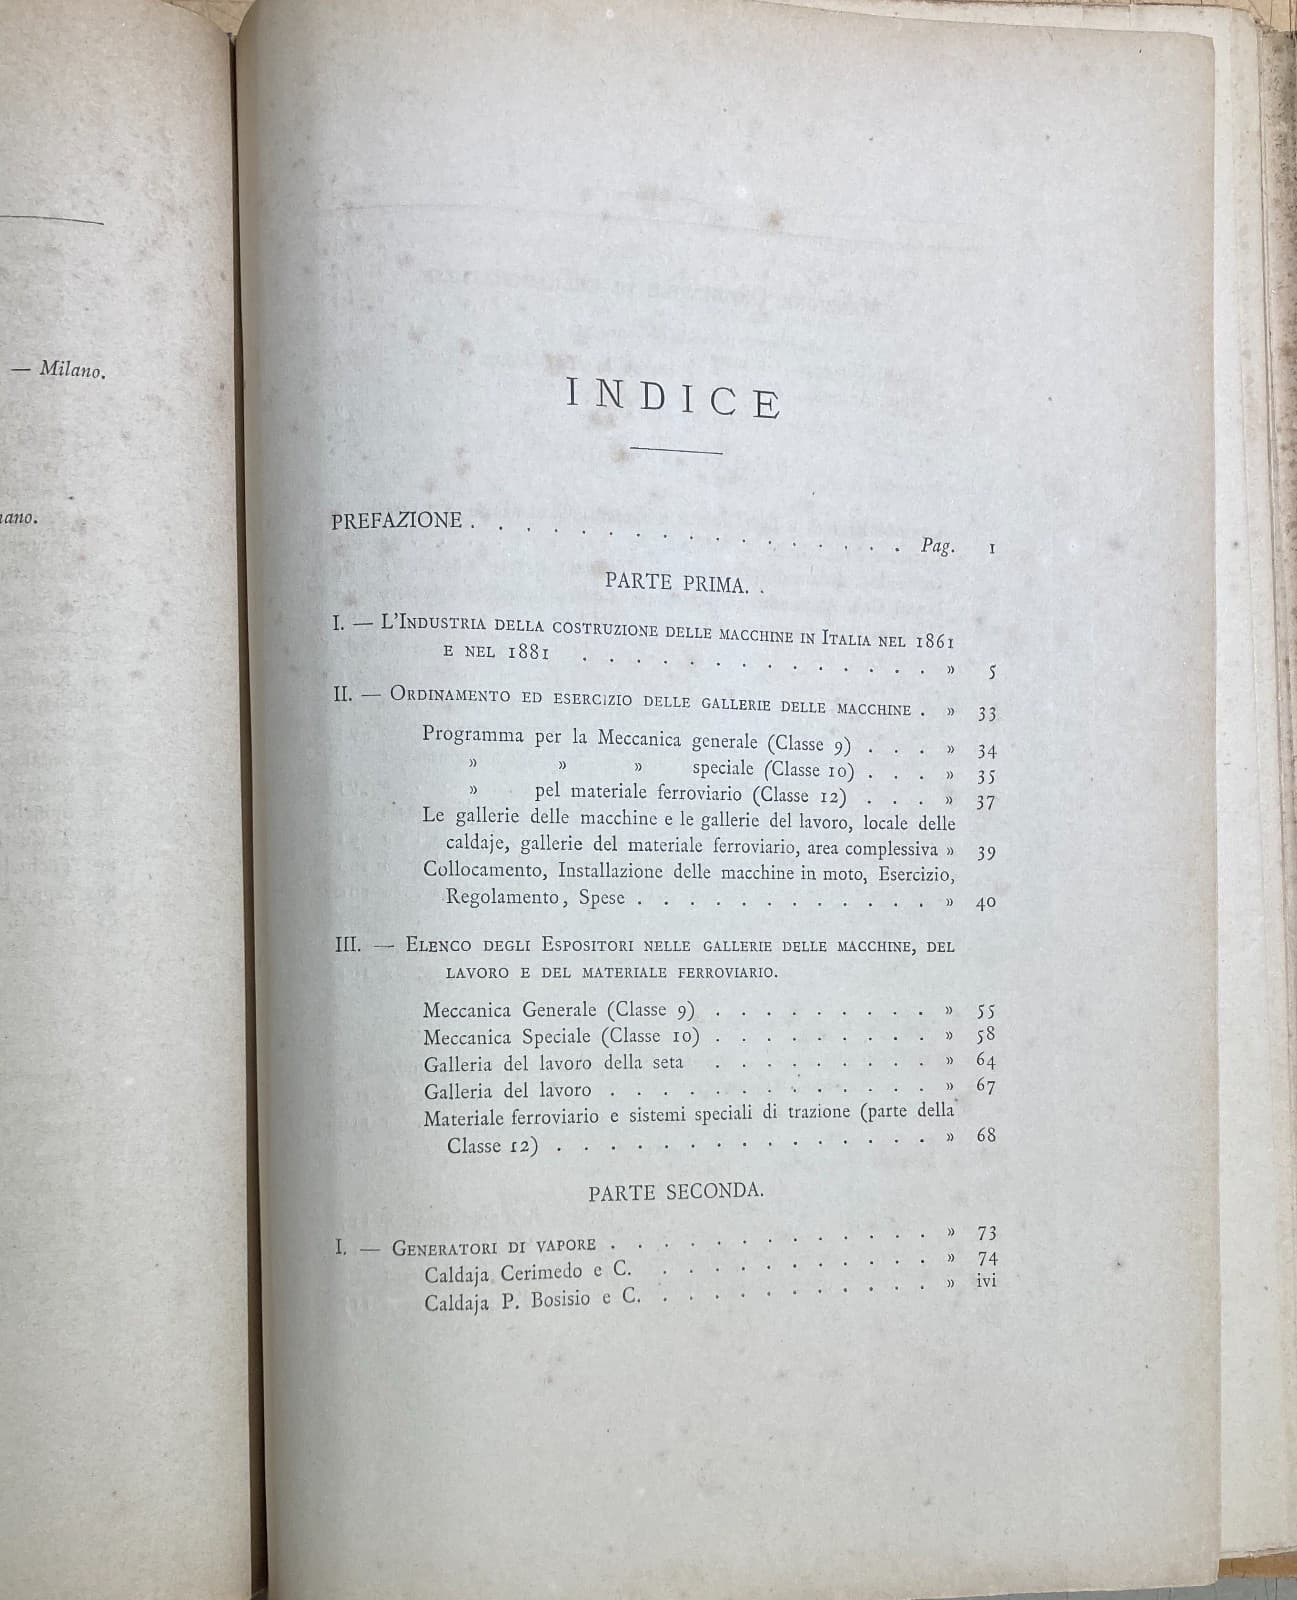 — Milano.
INDICE
PREFAZIONE . . . . . . . . . . . . . . . . . Pag. 1
PARTE PRIMA. .
I. — L'Industria della costruzione delle macchine in Italia nel 1861
e nel 1881 . . . . . . . . . . . . . . » 5
II. — Ordinamento ed esercizio delle gallerie delle macchine . » 33
Programma per la Meccanica generale (Classe 9) . . . » 34
» » » speciale (Classe 10) . . . » 35
» pel materiale ferroviario (Classe 12) . . . » 37
Le gallerie delle macchine e le gallerie del lavoro, locale delle
caldaje, gallerie del materiale ferroviario, area complessiva » 39
Collocamento, Installazione delle macchine in moto, Esercizio,
Regolamento, Spese . . . . . . . . . . . . » 40
III. — Elenco degli Espositori nelle gallerie delle macchine, del
lavoro e del materiale ferroviario.
Meccanica Generale (Classe 9) . . . . . . . . . » 55
Meccanica Speciale (Classe 10) . . . . . . . . . » 58
Galleria del lavoro della seta . . . . . . . . . » 64
Galleria del lavoro . . . . . . . . . . . . . » 67
Materiale ferroviario e sistemi speciali di trazione (parte della
Classe 12) . . . . . . . . . . . . . . . » 68
PARTE SECONDA.
I. — Generatori di vapore . . . . . . . . . . . . . » 73
Caldaja Cerimedo e C. . . . . . . . . . . . » 74
Caldaja P. Bosisio e C. . . . . . . . . . . . » ivi